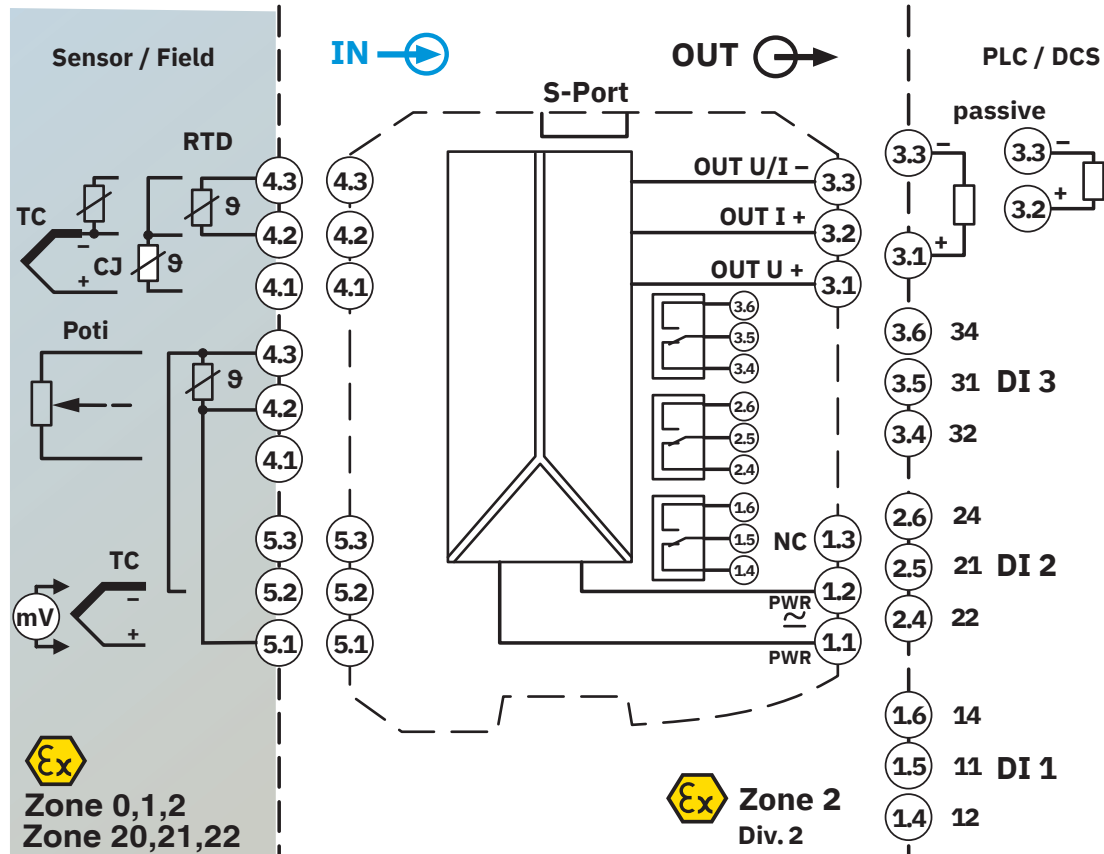 Sensor / Field
IN
OUT
PLC / DCS
S-Port
passive
RTD
TC
ϑ
CJ
ϑ
−
+
4.3
4.2
4.1
Poti
ϑ
4.3
4.2
4.1
TC
mV
−
+
5.3
5.2
5.1
Ex
Zone 0,1,2
Zone 20,21,22
4.3
4.2
4.1
5.3
5.2
5.1
OUT U/I −
3.3
OUT I +
3.2
OUT U +
3.1
3.6
3.5
3.4
2.6
2.5
2.4
1.6
1.5
1.4
NC
1.3
PWR
1.2
PWR
1.1
Ex
Zone 2
Div. 2
3.3 −
3.1 +
3.3 −
3.2 +
3.6 34
3.5 31 DI 3
3.4 32
2.6 24
2.5 21 DI 2
2.4 22
1.6 14
1.5 11 DI 1
1.4 12